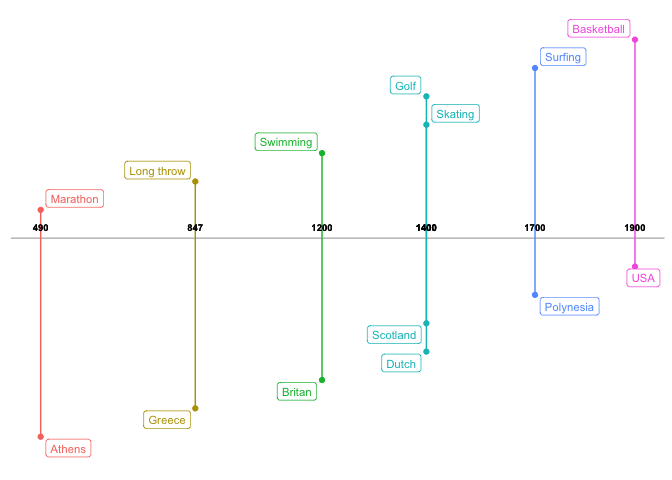 Basketball
Surfing
Golf
Skating
Swimming
Long throw
Marathon
490 847 1200 1400 1700 1900
USA
Polynesia
Scotland
Dutch
Britan
Greece
Athens